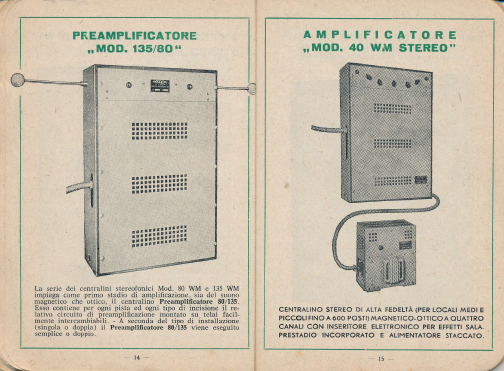 PREAMPLIFICATORE
„MOD. 135/80"
La serie dei centralini stereofonici Mod. 80 WM e 135 WM
impiega come primo stadio di amplificazione, sia del suono
magnetico che ottico, il centralino Preamplificatore 80/135.
Esso contiene per ogni pista ed ogni tipo di incisione il re-
lativo circuito di preamplificazione montato su telai facil-
mente intercambiabili. - A seconda del tipo di installazione
(singola o doppia) il Preamplificatore 80/135 viene eseguito
semplice o doppio.
— 14 —
AMPLIFICATORE
„MOD. 40 WM STEREO"
CENTRALINO STEREO DI ALTA FEDELTÀ (PER LOCALI MEDI E
PICCOLI FINO A 600 POSTI) MAGNETICO-OTTICO A QUATTRO
CANALI CON INSERITORE ELETTRONICO PER EFFETTI SALA.
PRESTADIO INCORPORATO E ALIMENTATORE STACCATO.
— 15 —